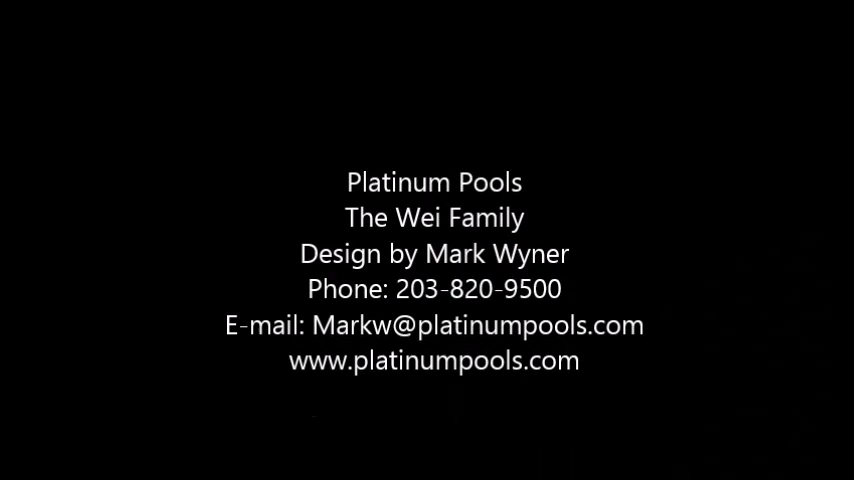 Platinum Pools
The Wei Family
Design by Mark Wyner
Phone: 203-820-9500
E-mail: Markw@platinumpools.com
www.platinumpools.com